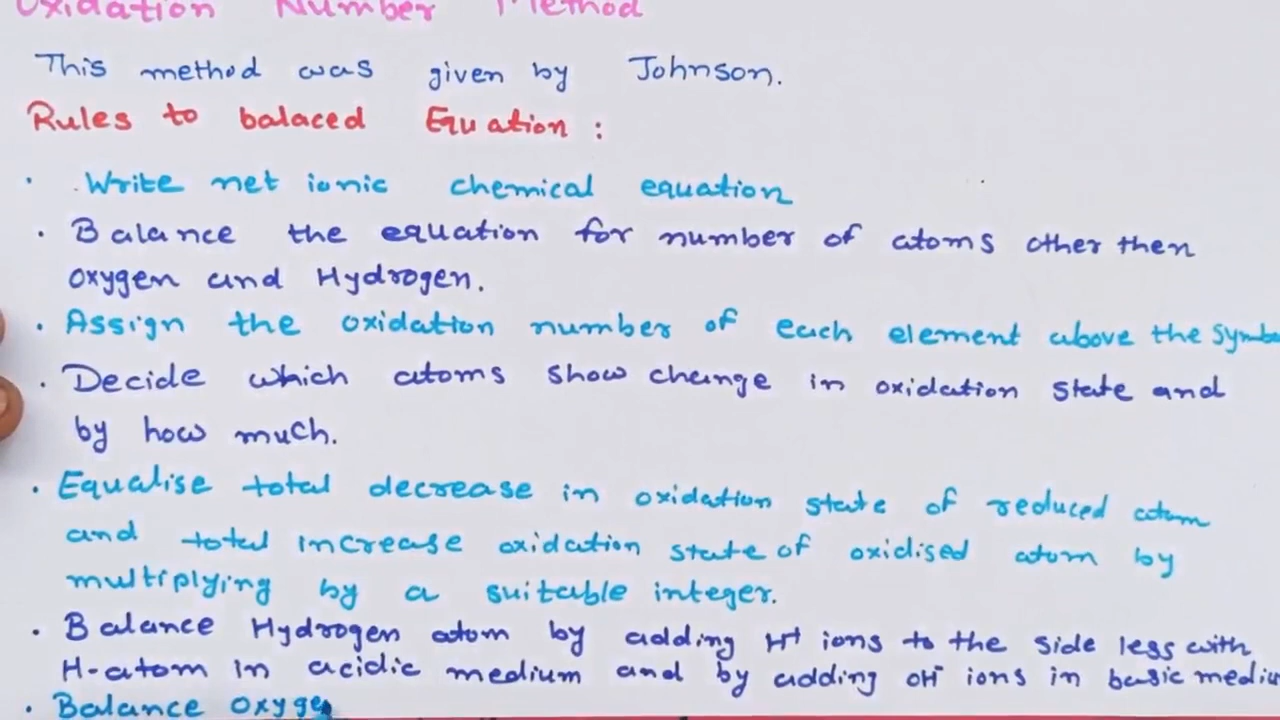 Oxidation Number Method
This method was given by Johnson.
Rules to balaced Equation :
. Write net ionic chemical equation
. Balance the equation for number of atoms other then
oxygen and Hydrogen.
. Assign the oxidation number of each element above the symbo
. Decide which atoms show change in oxidation state and
by how much.
. Equalise total decrease in oxidation state of reduced atom
and total increase oxidation state of oxidised atom by
multiplying by a suitable integer.
. Balance Hydrogen atom by adding H+ ions to the side less with
H-atom in acidic medium and by adding OH- ions in basic mediu
. Balance oxyge